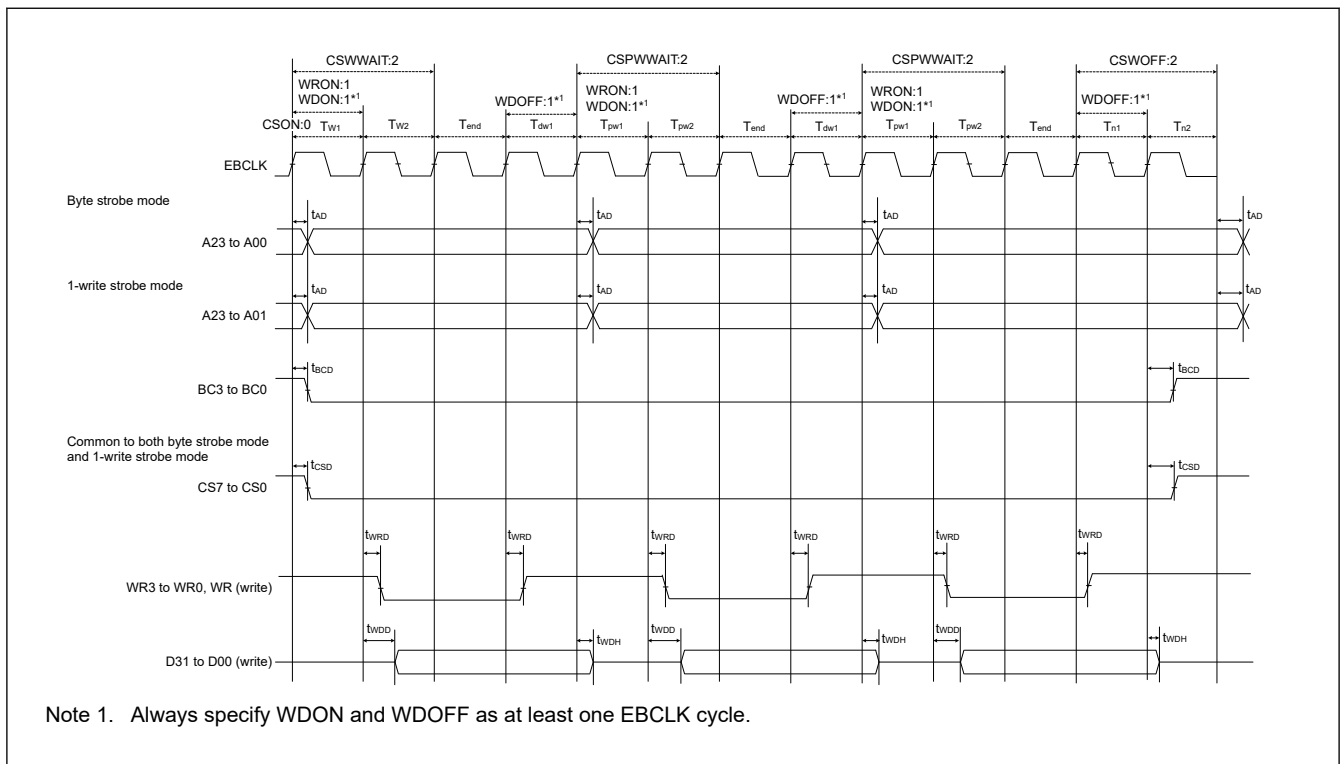 CSWWAIT:2 CSPWWAIT:2 CSPWWAIT:2 CSWOFF:2
WRON:1 WRON:1 WRON:1
WDON:1*1 WDOFF:1*1 WDON:1*1 WDOFF:1*1 WDON:1*1 WDOFF:1*1
CSON:0 TW1 TW2 Tend Tdw1 Tpw1 Tpw2 Tend Tdw1 Tpw1 Tpw2 Tend Tn1 Tn2
EBCLK
Byte strobe mode
tAD tAD tAD tAD
A23 to A00
1-write strobe mode
tAD tAD tAD tAD
A23 to A01
tBCD tBCD
BC3 to BC0
Common to both byte strobe mode
and 1-write strobe mode
tCSD tCSD
CS7 to CS0
tWRD tWRD tWRD tWRD tWRD tWRD
WR3 to WR0, WR (write)
tWDD tWDH tWDD tWDH tWDD tWDH
D31 to D00 (write)
Note 1. Always specify WDON and WDOFF as at least one EBCLK cycle.